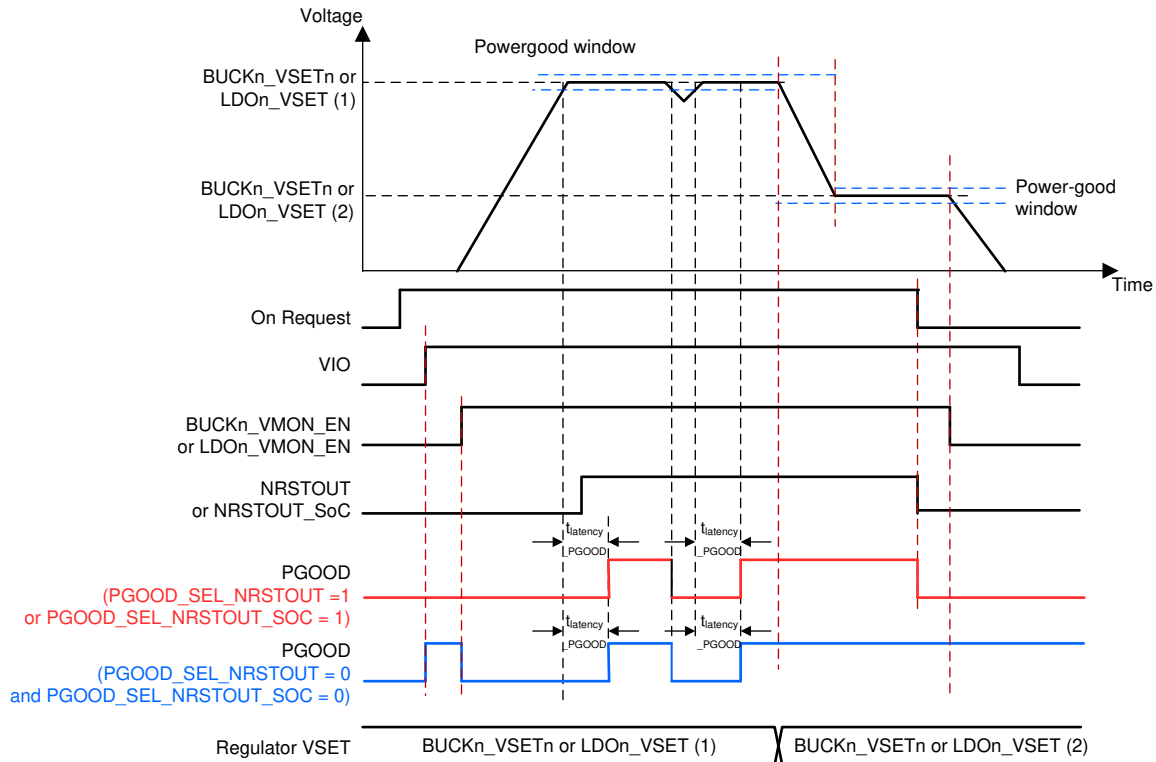 Voltage
Powergood window
BUCKn_VSETn or
LDOn_VSET (1)
BUCKn_VSETn or
LDOn_VSET (2)
Power-good
window
Time
On Request
VIO
BUCKn_VMON_EN
or LDOn_VMON_EN
NRSTOUT
or NRSTOUT_SoC
tlatency
_PGOOD
tlatency
_PGOOD
PGOOD
(PGOOD_SEL_NRSTOUT =1
or PGOOD_SEL_NRSTOUT_SOC = 1)
tlatency
_PGOOD
tlatency
_PGOOD
PGOOD
(PGOOD_SEL_NRSTOUT = 0
and PGOOD_SEL_NRSTOUT_SOC = 0)
Regulator VSET
BUCKn_VSETn or LDOn_VSET (1)
BUCKn_VSETn or LDOn_VSET (2)